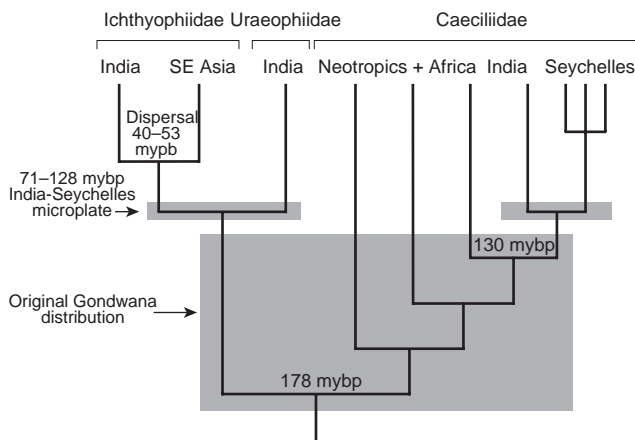 Ichthyophiidae Uraeophiidae Caeciliidae
India SE Asia India Neotropics + Africa India Seychelles
Dispersal
40–53
mypb
71–128 mybp
India-Seychelles
microplate
130 mybp
Original Gondwana
distribution
178 mybp